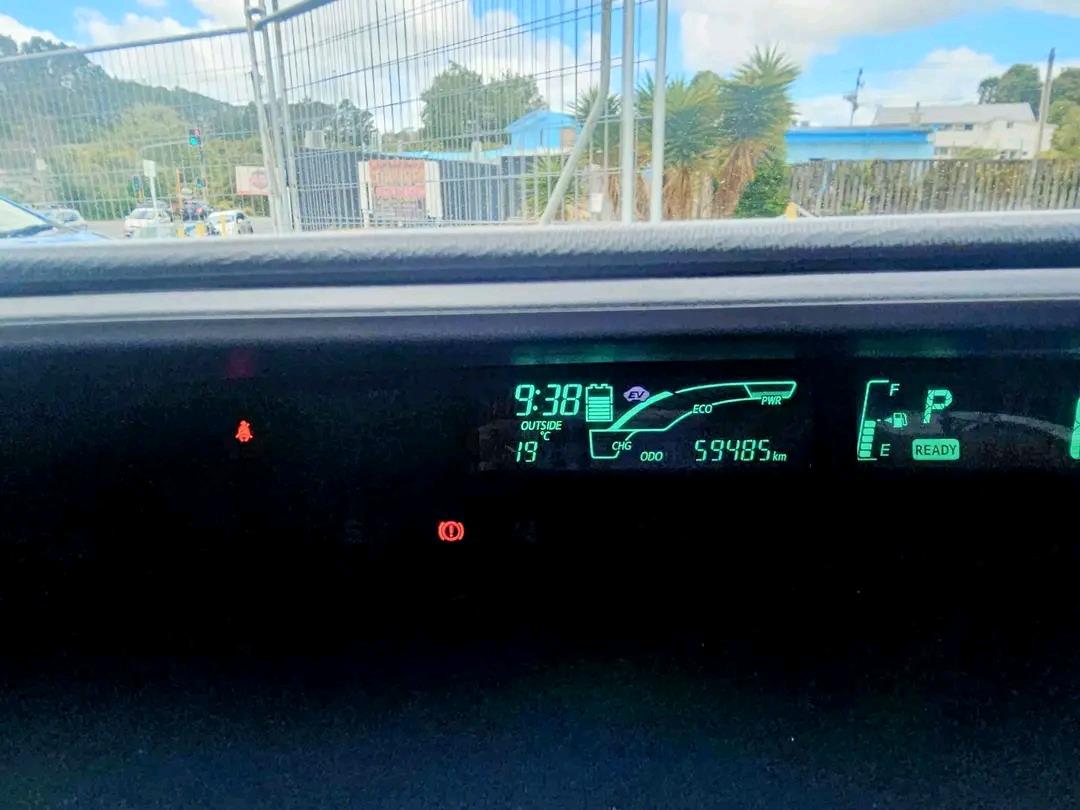 9:38
EV
PWR
ECO
OUTSIDE
°C
19
CHG
ODO
59485 km
F
P
E
READY